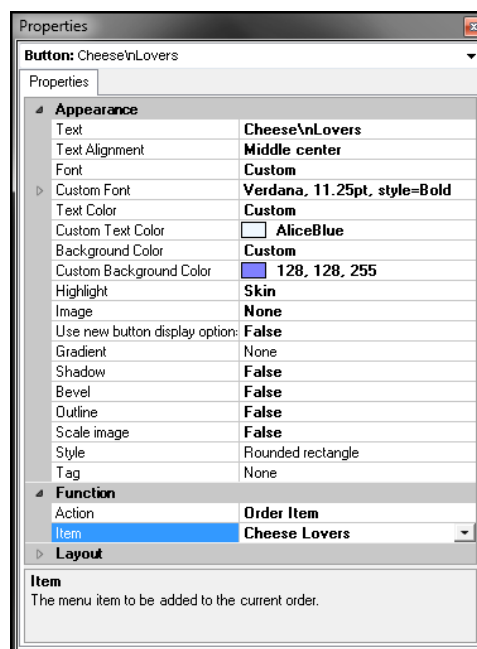 Properties
Button: Cheese\nLovers
Properties
Appearance
Text Cheese\nLovers
Text Alignment Middle center
Font Custom
Custom Font Verdana, 11.25pt, style=Bold
Text Color Custom
Custom Text Color AliceBlue
Background Color Custom
Custom Background Color 128, 128, 255
Highlight Skin
Image None
Use new button display option: False
Gradient None
Shadow False
Bevel False
Outline False
Scale image False
Style Rounded rectangle
Tag None
Function
Action Order Item
Item Cheese Lovers
Layout
Item
The menu item to be added to the current order.